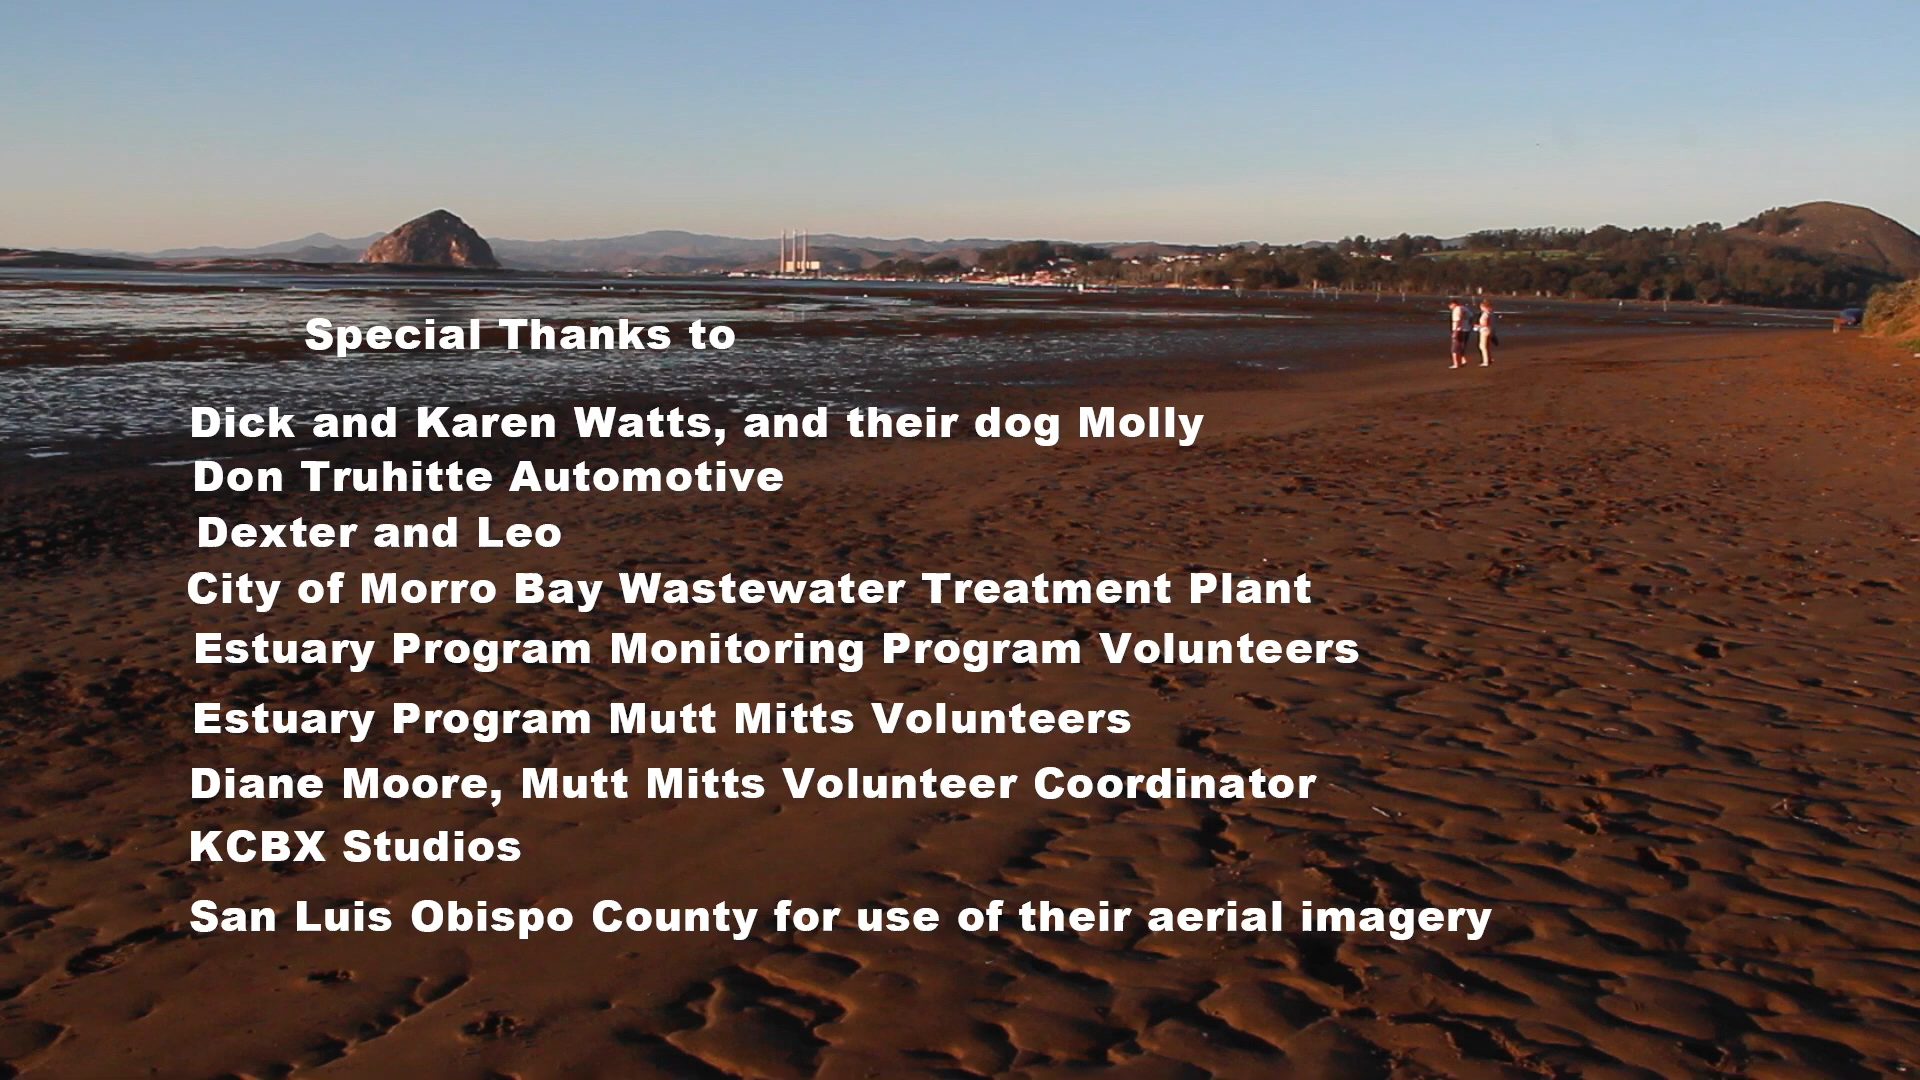 Special Thanks to
Dick and Karen Watts, and their dog Molly
Don Truhitte Automotive
Dexter and Leo
City of Morro Bay Wastewater Treatment Plant
Estuary Program Monitoring Program Volunteers
Estuary Program Mutt Mitts Volunteers
Diane Moore, Mutt Mitts Volunteer Coordinator
KCBX Studios
San Luis Obispo County for use of their aerial imagery